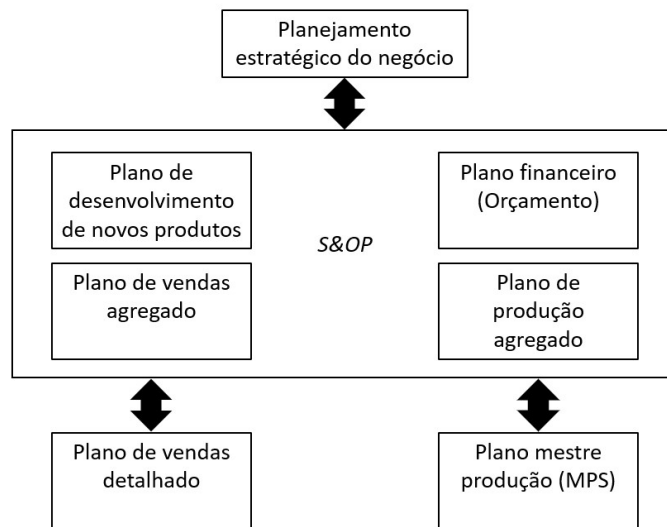 Planejamento
estratégico do negócio
Plano de
desenvolvimento
de novos produtos
Plano financeiro
(Orçamento)
S&OP
Plano de vendas
agregado
Plano de
produção
agregado
Plano de vendas
detalhado
Plano mestre
produção (MPS)